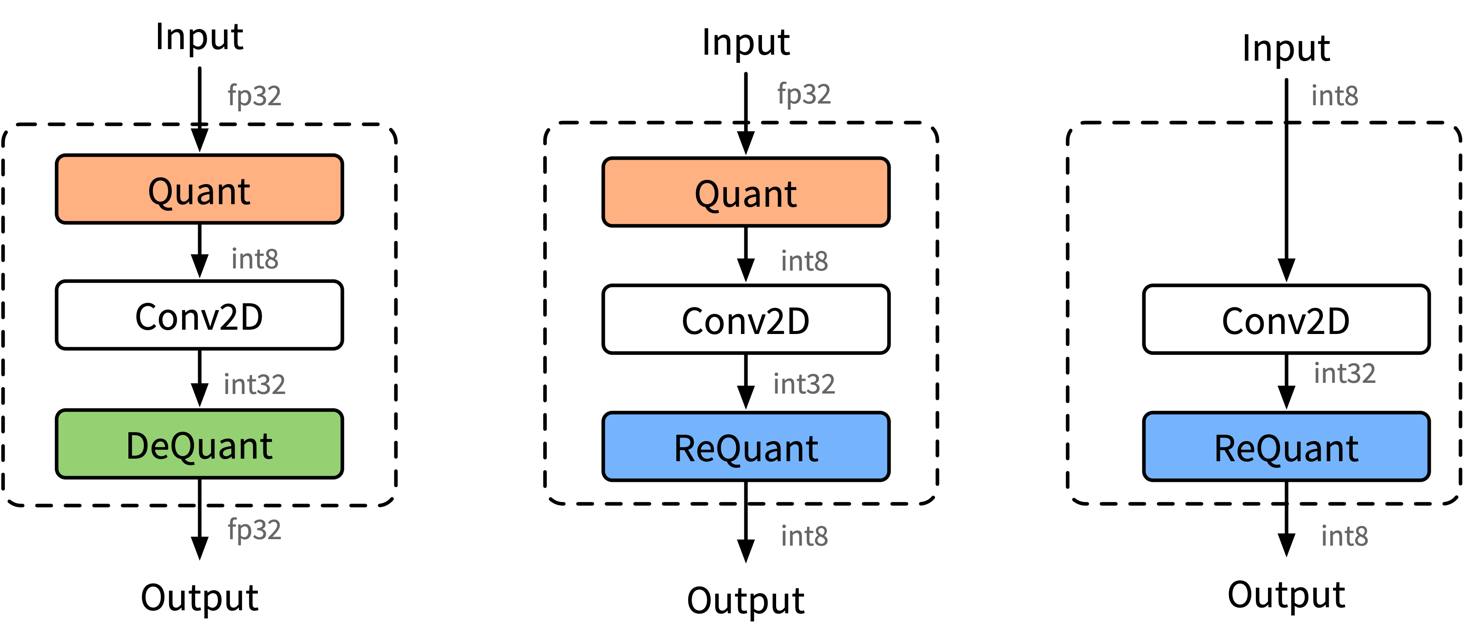 Input
fp32
Quant
int8
Conv2D
int32
DeQuant
fp32
Output
Input
fp32
Quant
int8
Conv2D
int32
ReQuant
int8
Output
Input
int8
Conv2D
int32
ReQuant
int8
Output